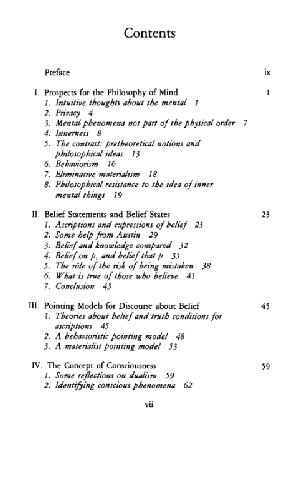 Contents
Preface ix
I. Prospects for the Philosophy of Mind 1
1. Intuitive thoughts about the mental 1
2. Privacy 4
3. Mental phenomena not part of the physical order 7
4. Innerness 8
5. The contrast: pretheoretical notions and
philosophical ideas 13
6. Behaviorism 16
7. Eliminative materialism 18
8. Philosophical resistance to the idea of inner
mental things 19
II. Belief Statements and Belief States 23
1. Ascriptions and expressions of belief 23
2. Some help from Austin 29
3. Belief and knowledge compared 32
4. Belief on p, and belief that p 35
5. The rôle of the risk of being mistaken 38
6. What is true of those who believe 41
7. Conclusion 43
III. Pointing Models for Discourse about Belief 45
1. Theories about belief and truth conditions for
ascriptions 45
2. A behavioristic pointing model 48
3. A materialist pointing model 53
IV. The Concept of Consciousness 59
1. Some reflections on dualism 59
2. Identifying conscious phenomena 62
vii